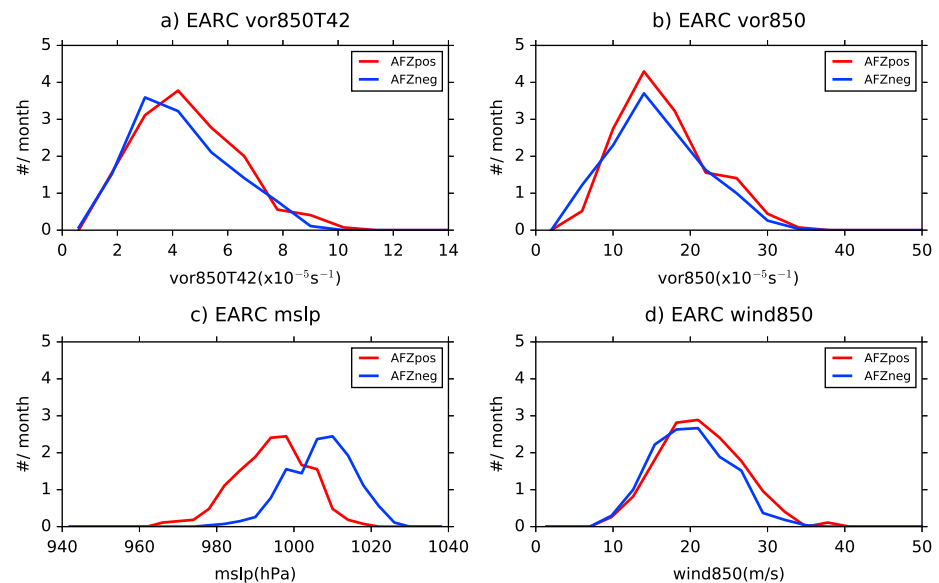 a) EARC vor850T42
5
4
3
2
1
0
#/ month
AFZpos
AFZneg
0 2 4 6 8 10 12 14
vor850T42(x10⁻⁵s⁻¹)
b) EARC vor850
5
4
3
2
1
0
#/ month
AFZpos
AFZneg
0 10 20 30 40 50
vor850(x10⁻⁵s⁻¹)
c) EARC mslp
5
4
3
2
1
0
#/ month
AFZpos
AFZneg
940 960 980 1000 1020 1040
mslp(hPa)
d) EARC wind850
5
4
3
2
1
0
#/ month
AFZpos
AFZneg
0 10 20 30 40 50
wind850(m/s)